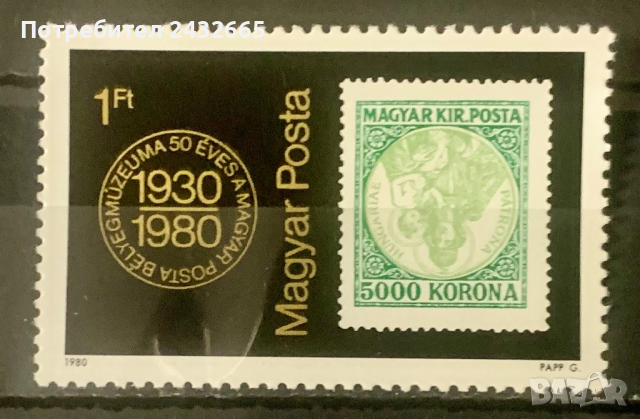 Потребител 2432665
1Ft
50 ÉVES A MAGYAR POSTA BÉLYEGMÚZEUMA
1930
1980
Magyar Posta
MAGYAR KIR. POSTA
HUNGARIAE
PATRONA
5000 KORONA
1980
PAPP G.
BAZAR